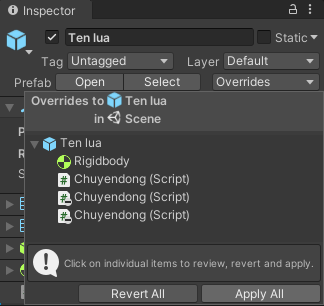 Inspector
Ten lua
Static
Tag Untagged Layer Default
Prefab Open Select Overrides
Overrides to Ten lua
in Scene
Ten lua
Rigidbody
Chuyendong (Script)
Chuyendong (Script)
Chuyendong (Script)
Click on individual items to review, revert and apply.
Revert All Apply All